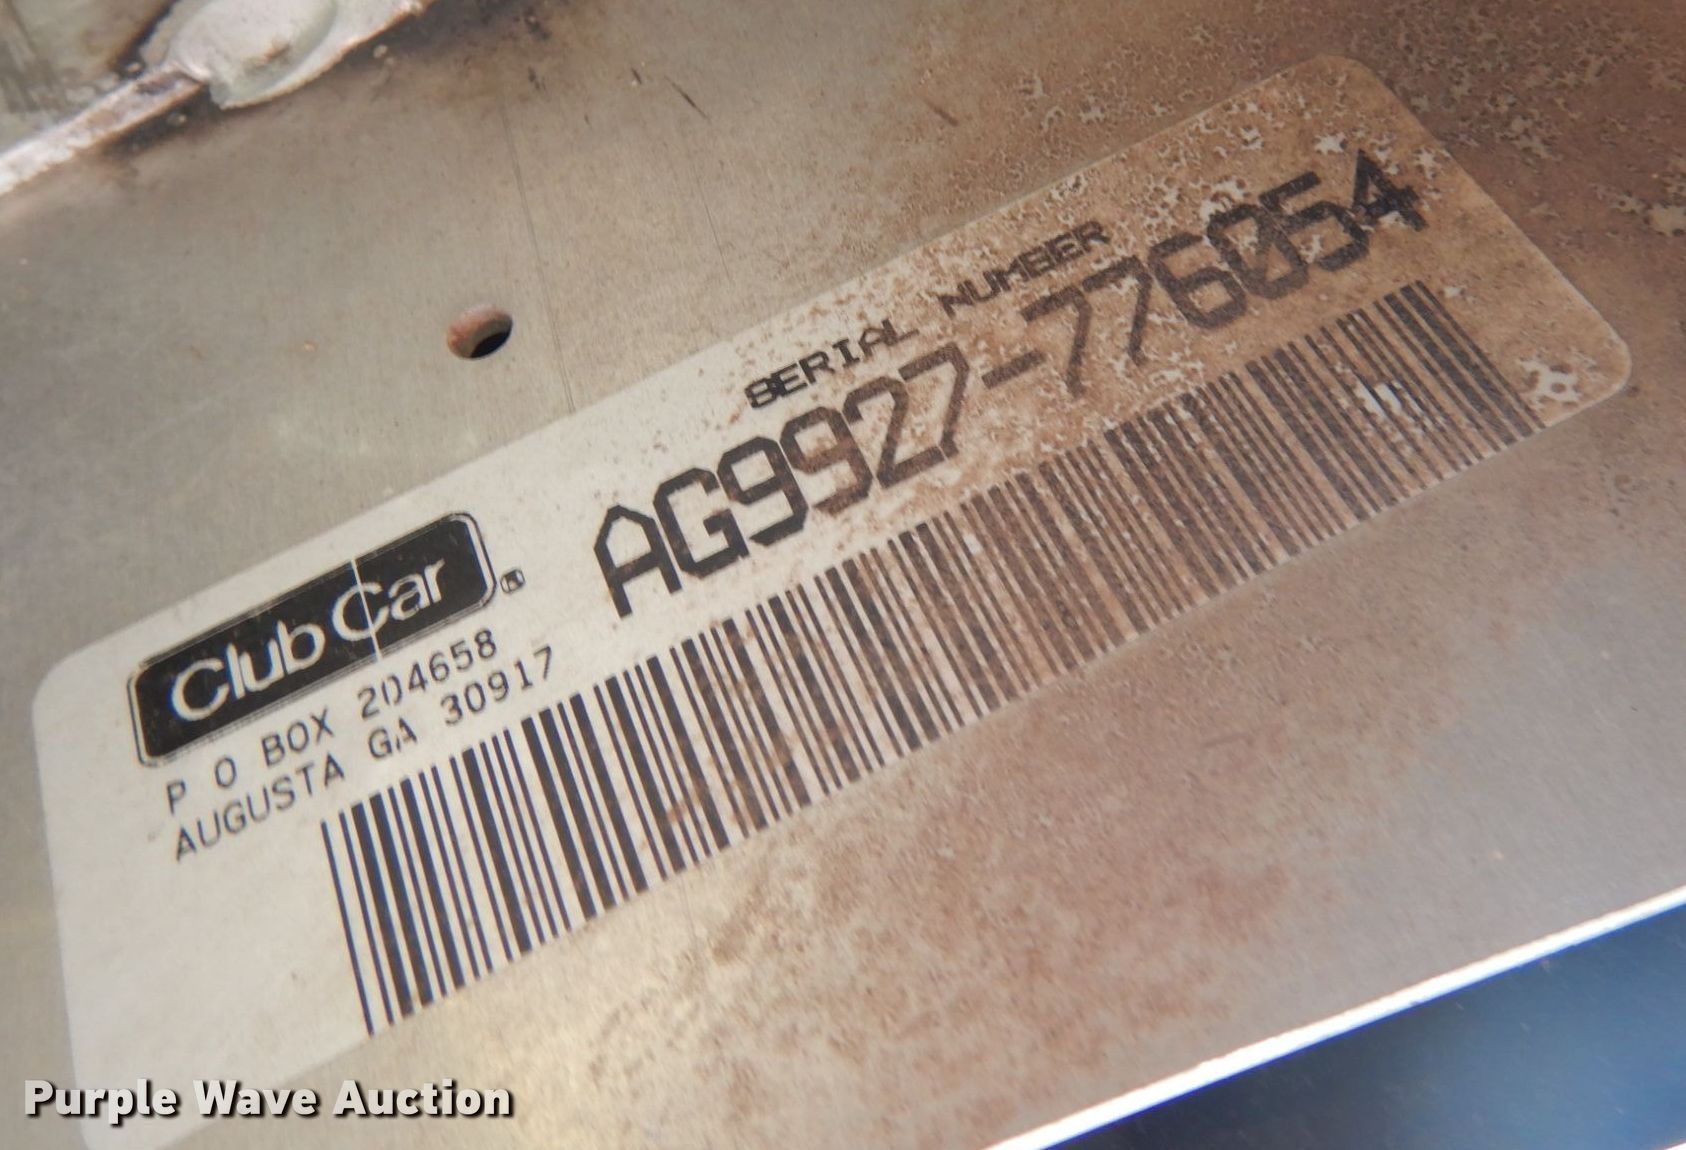 SERIAL NUMBER
AG9927-776054
Club Car ®
P O BOX 204658
AUGUSTA GA 30917
Purple Wave Auction